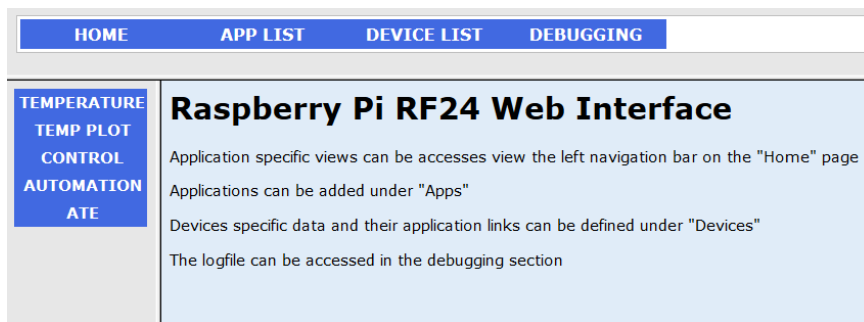 HOME APP LIST DEVICE LIST DEBUGGING
TEMPERATURE
TEMP PLOT
CONTROL
AUTOMATION
ATE
Raspberry Pi RF24 Web Interface
Application specific views can be accesses view the left navigation bar on the "Home" page
Applications can be added under "Apps"
Devices specific data and their application links can be defined under "Devices"
The logfile can be accessed in the debugging section